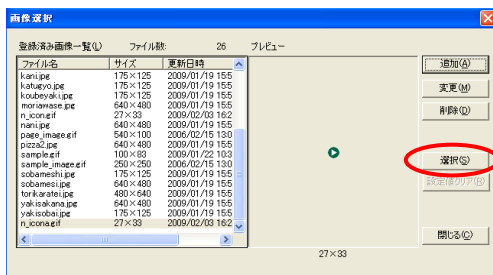 画像選択
登録済み画像一覧(L) ファイル数: 26 プレビュー
ファイル名 サイズ 更新日時
kani.jpg 175×125 2009/01/19 15:5
katugyo.jpg 175×125 2009/01/19 15:5
koubeyaki.jpg 175×125 2009/01/19 15:5
moriawase.jpg 640×480 2009/01/19 15:5
n_icon.gif 27×33 2009/02/03 16:2
nani.jpg 640×480 2009/01/19 15:5
page_image.gif 540×100 2006/02/15 13:0
pizza2.jpg 640×480 2009/01/19 15:5
sample.gif 100×83 2009/01/22 10:3
sample_image.gif 250×250 2006/02/15 13:0
sobameshi.jpg 175×125 2009/01/19 15:5
sobamesi.jpg 640×480 2009/01/19 15:5
torikaratei.jpg 480×640 2009/01/19 15:5
yakisakana.jpg 640×480 2009/01/19 15:5
yakisobai.jpg 175×125 2009/01/19 15:5
n_icona.gif 27×33 2009/02/03 16:2
27×33
追加(A)
変更(M)
削除(D)
選択(S)
設定値クリア(R)
閉じる(C)